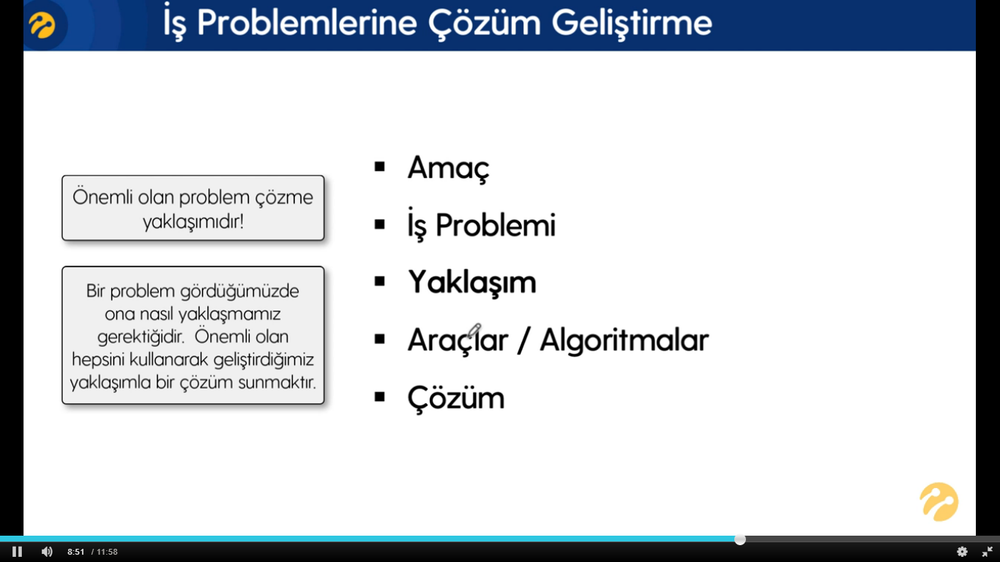 İş Problemlerine Çözüm Geliştirme
Önemli olan problem çözme
yaklaşımıdır!
Bir problem gördüğümüzde
ona nasıl yaklaşmamız
gerektiğidir. Önemli olan
hepsini kullanarak geliştirdiğimiz
yaklaşımla bir çözüm sunmaktır.
▪ Amaç
▪ İş Problemi
▪ Yaklaşım
▪ Araçlar / Algoritmalar
▪ Çözüm
8:51 / 11:58